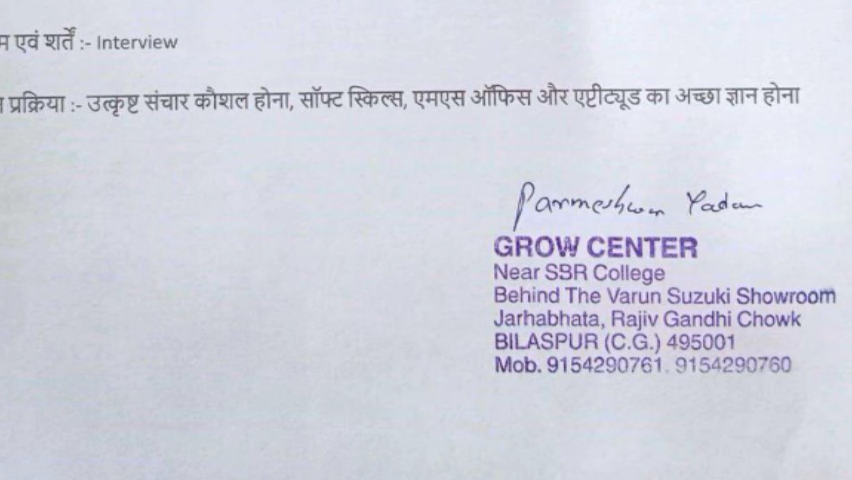 एवं शर्तें :- Interview
प्रक्रिया :- उत्कृष्ट संचार कौशल होना, सॉफ्ट स्किल्स, एमएस ऑफिस और एप्टीट्यूड का अच्छा ज्ञान होना
Parmeshwar Yadav
GROW CENTER
Near SBR College
Behind The Varun Suzuki Showroom
Jarhabhata, Rajiv Gandhi Chowk
BILASPUR (C.G.) 495001
Mob. 9154290761. 9154290760